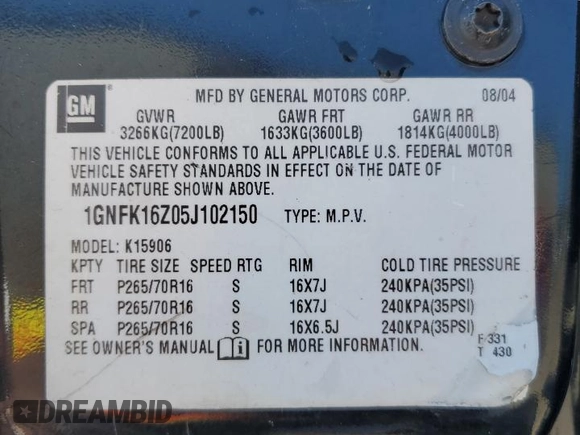 GM
MFD BY GENERAL MOTORS CORP. 08/04
GVWR GAWR FRT GAWR RR
3266KG(7200LB) 1633KG(3600LB) 1814KG(4000LB)
THIS VEHICLE CONFORMS TO ALL APPLICABLE U.S. FEDERAL MOTOR
VEHICLE SAFETY STANDARDS IN EFFECT ON THE DATE OF
MANUFACTURE SHOWN ABOVE.
1GNFK16Z05J102150 TYPE: M.P.V.
MODEL: K15906
KPTY TIRE SIZE SPEED RTG RIM COLD TIRE PRESSURE
FRT P265/70R16 S 16X7J 240KPA(35PSI)
RR P265/70R16 S 16X7J 240KPA(35PSI)
SPA P265/70R16 S 16X6.5J 240KPA(35PSI)
SEE OWNER'S MANUAL FOR MORE INFORMATION.
F 331
T 430
DREAMBID